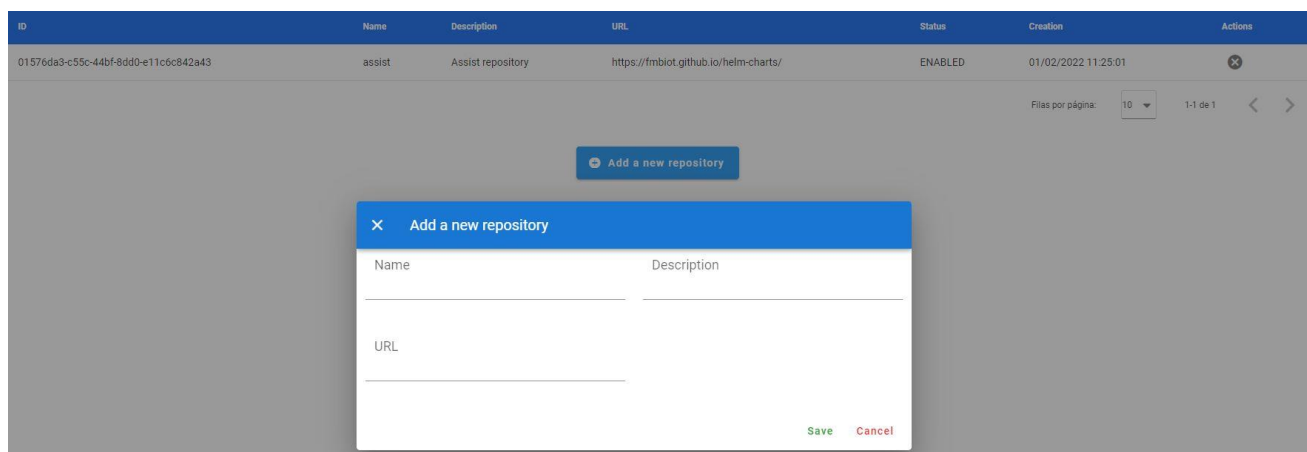 ID Name Description URL Status Creation Actions
01576da3-c55c-44bf-8dd0-e11c6c842a43 assist Assist repository https://fmbiot.github.io/helm-charts/ ENABLED 01/02/2022 11:25:01
Filas por página: 10 1-1 de 1
Add a new repository
Add a new repository
Name Description
URL
Save Cancel